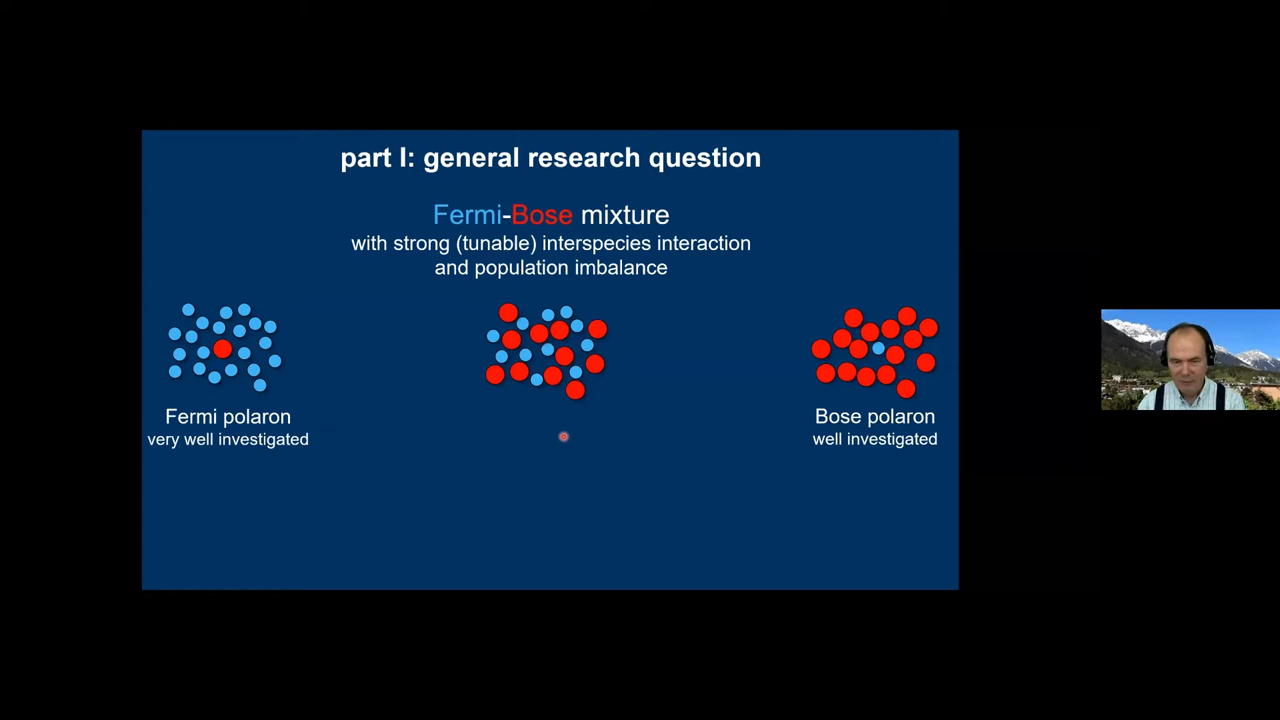 part I: general research question
Fermi-Bose mixture
with strong (tunable) interspecies interaction
and population imbalance
Fermi polaron
very well investigated
Bose polaron
well investigated